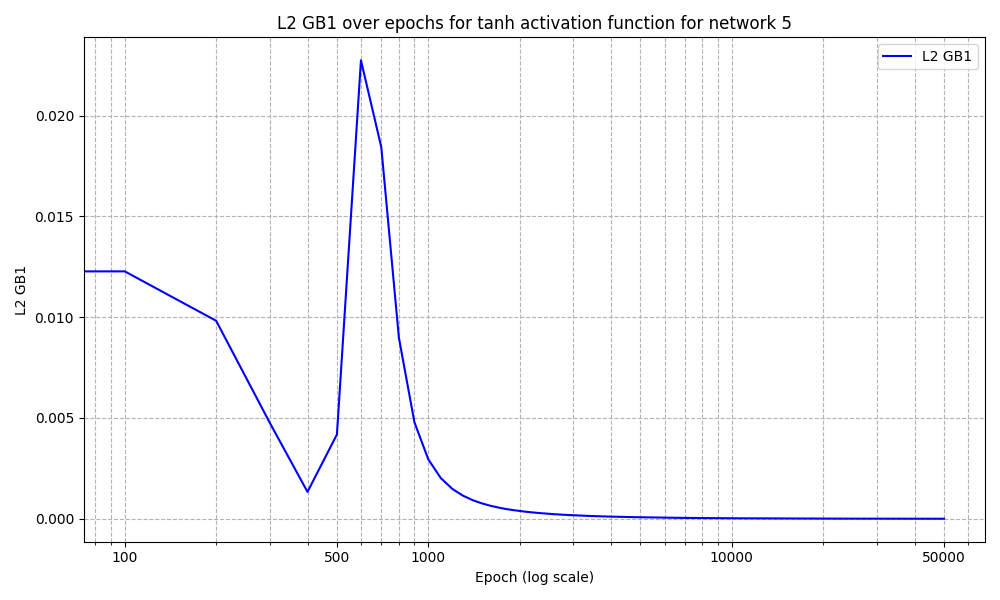 L2 GB1 over epochs for tanh activation function for network 5
L2 GB1
0.020
0.015
0.010
0.005
0.000
L2 GB1
100
500
1000
10000
50000
Epoch (log scale)